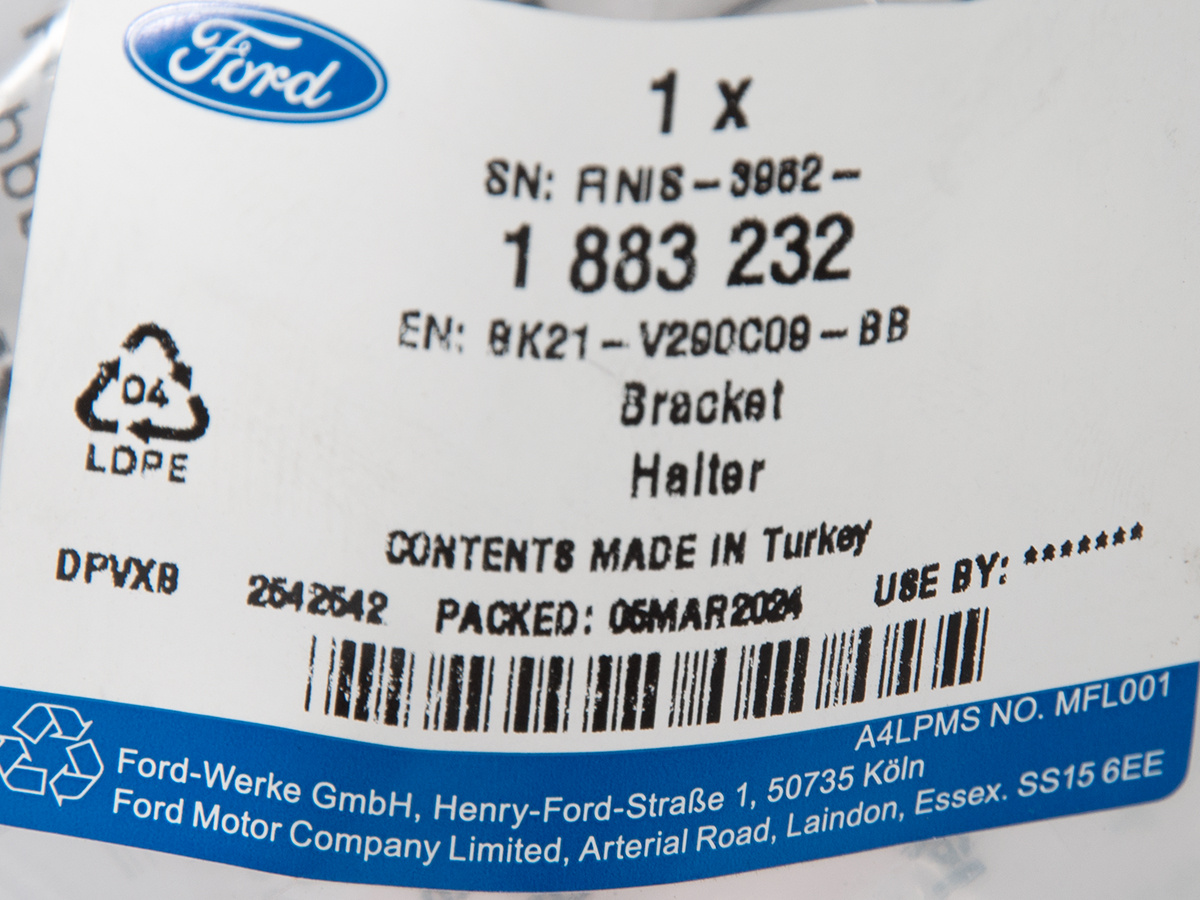 Ford
1 x
SN: ANIS-3962-
1 883 232
EN: BK21-V290C09-BB
Bracket
Halter
04
LDPE
CONTENTS MADE IN Turkey
DPVXB 2542542 PACKED: 05MAR2024 USE BY: *******
A4LPMS NO. MFL001
Ford-Werke GmbH, Henry-Ford-Straße 1, 50735 Köln
Ford Motor Company Limited, Arterial Road, Laindon, Essex. SS15 6EE